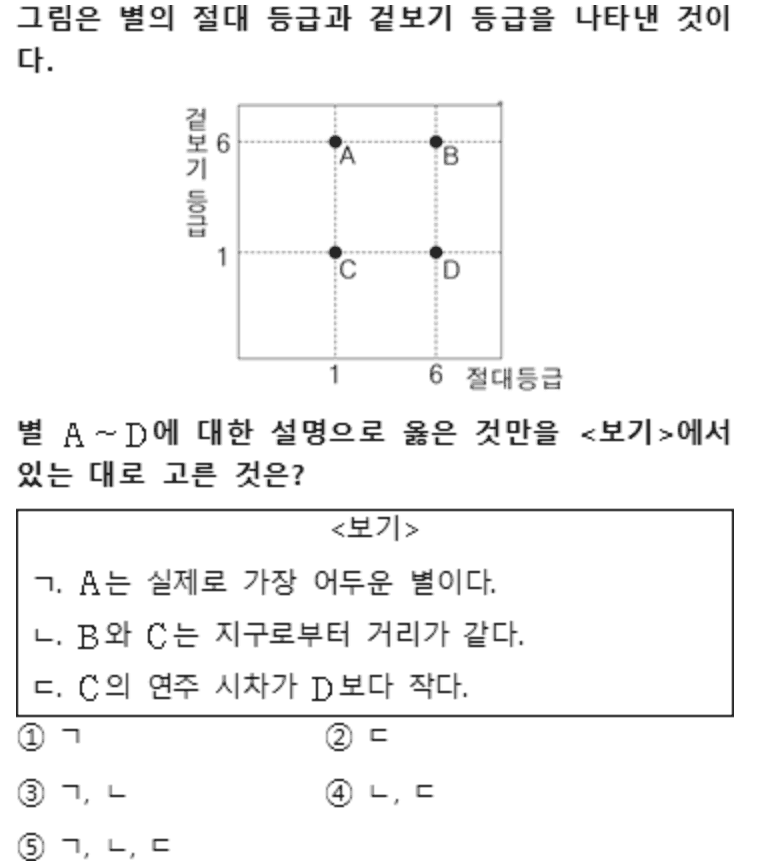 그림은 별의 절대 등급과 겉보기 등급을 나타낸 것이
다.
겉보기 등급
6
A
B
1
C
D
1
6
절대등급
별 A ~ D에 대한 설명으로 옳은 것만을 <보기>에서
있는 대로 고른 것은?
<보기>
ㄱ. A는 실제로 가장 어두운 별이다.
ㄴ. B와 C는 지구로부터 거리가 같다.
ㄷ. C의 연주 시차가 D보다 작다.
① ㄱ ② ㄷ
③ ㄱ, ㄴ ④ ㄴ, ㄷ
⑤ ㄱ, ㄴ, ㄷ